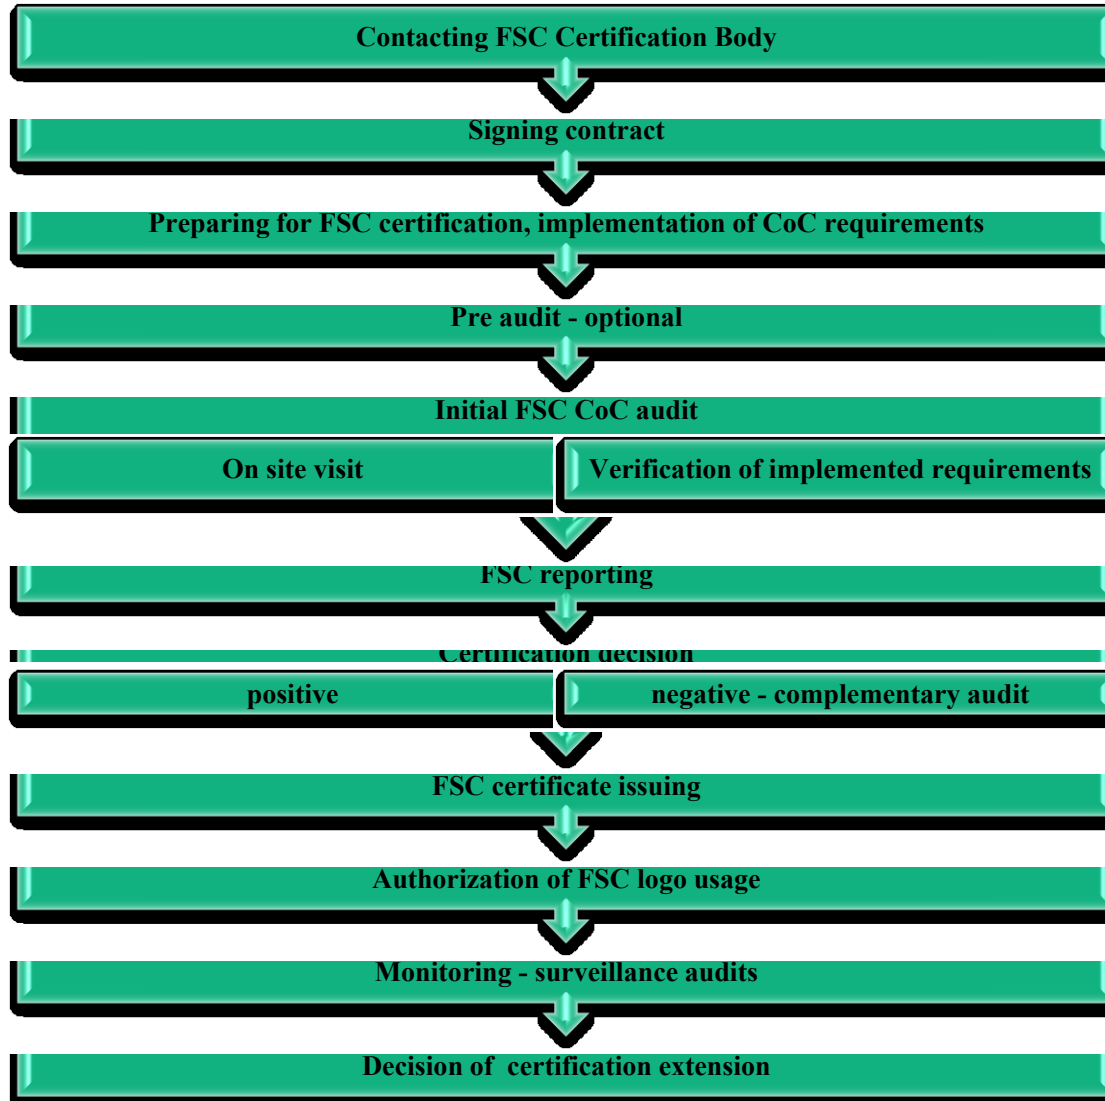 Contacting FSC Certification Body
Signing contract
Preparing for FSC certification, implementation of CoC requirements
Pre audit - optional
Initial FSC CoC audit
On site visit
Verification of implemented requirements
FSC reporting
Certification decision
positive
negative - complementary audit
FSC certificate issuing
Authorization of FSC logo usage
Monitoring - surveillance audits
Decision of  certification extension